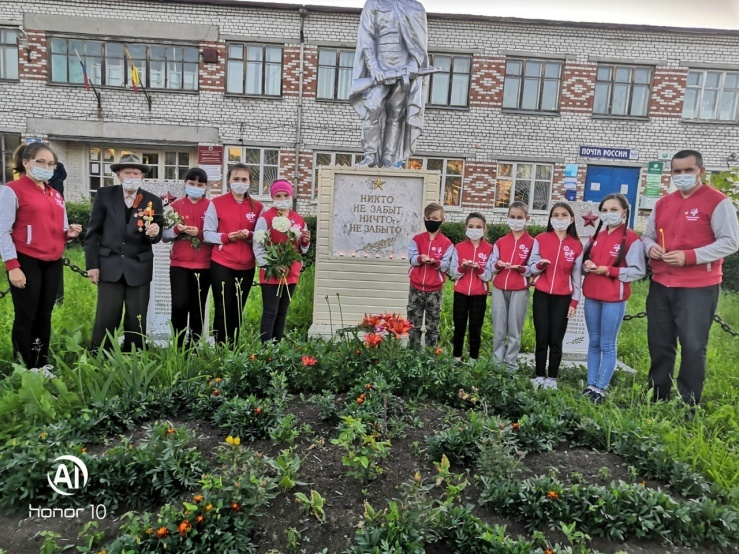 ПОЧТА РОССИИ
НИКТО
НЕ ЗАБЫТ
НИЧТО-
НЕ ЗАБЫТО
AI
HONOR 10